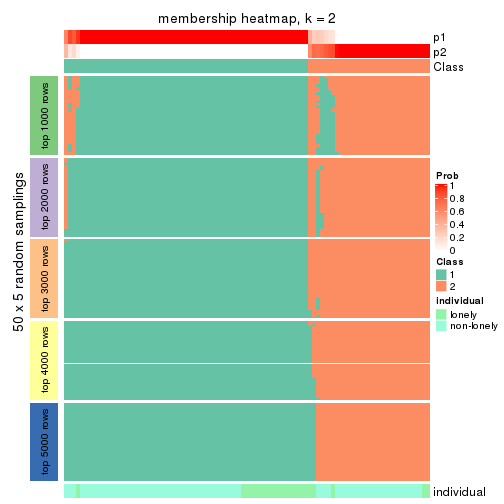 membership heatmap, k = 2
p1
p2
Class
50 x 5 random samplings
top 1000 rows
top 2000 rows
top 3000 rows
top 4000 rows
top 5000 rows
Prob
1
0.8
0.6
0.4
0.2
0
Class
1
2
individual
lonely
non-lonely
individual